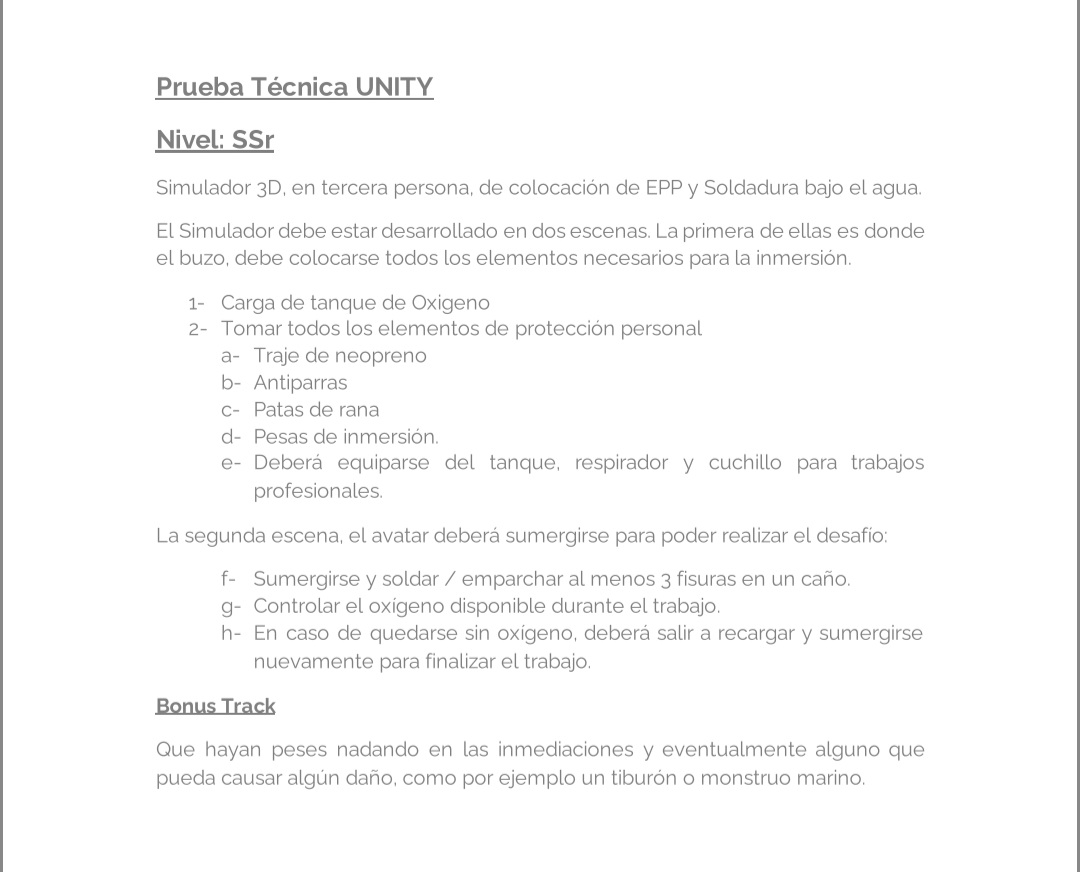 Prueba Técnica UNITY
Nivel: SSr
Simulador 3D, en tercera persona, de colocación de EPP y Soldadura bajo el agua.
El Simulador debe estar desarrollado en dos escenas. La primera de ellas es donde
el buzo, debe colocarse todos los elementos necesarios para la inmersión.
1- Carga de tanque de Oxigeno
2- Tomar todos los elementos de protección personal
a- Traje de neopreno
b- Antiparras
c- Patas de rana
d- Pesas de inmersión.
e- Deberá equiparse del tanque, respirador y cuchillo para trabajos
profesionales.
La segunda escena, el avatar deberá sumergirse para poder realizar el desafío:
f- Sumergirse y soldar / emparchar al menos 3 fisuras en un caño.
g- Controlar el oxígeno disponible durante el trabajo.
h- En caso de quedarse sin oxígeno, deberá salir a recargar y sumergirse
nuevamente para finalizar el trabajo.
Bonus Track
Que hayan peses nadando en las inmediaciones y eventualmente alguno que
pueda causar algún daño, como por ejemplo un tiburón o monstruo marino.